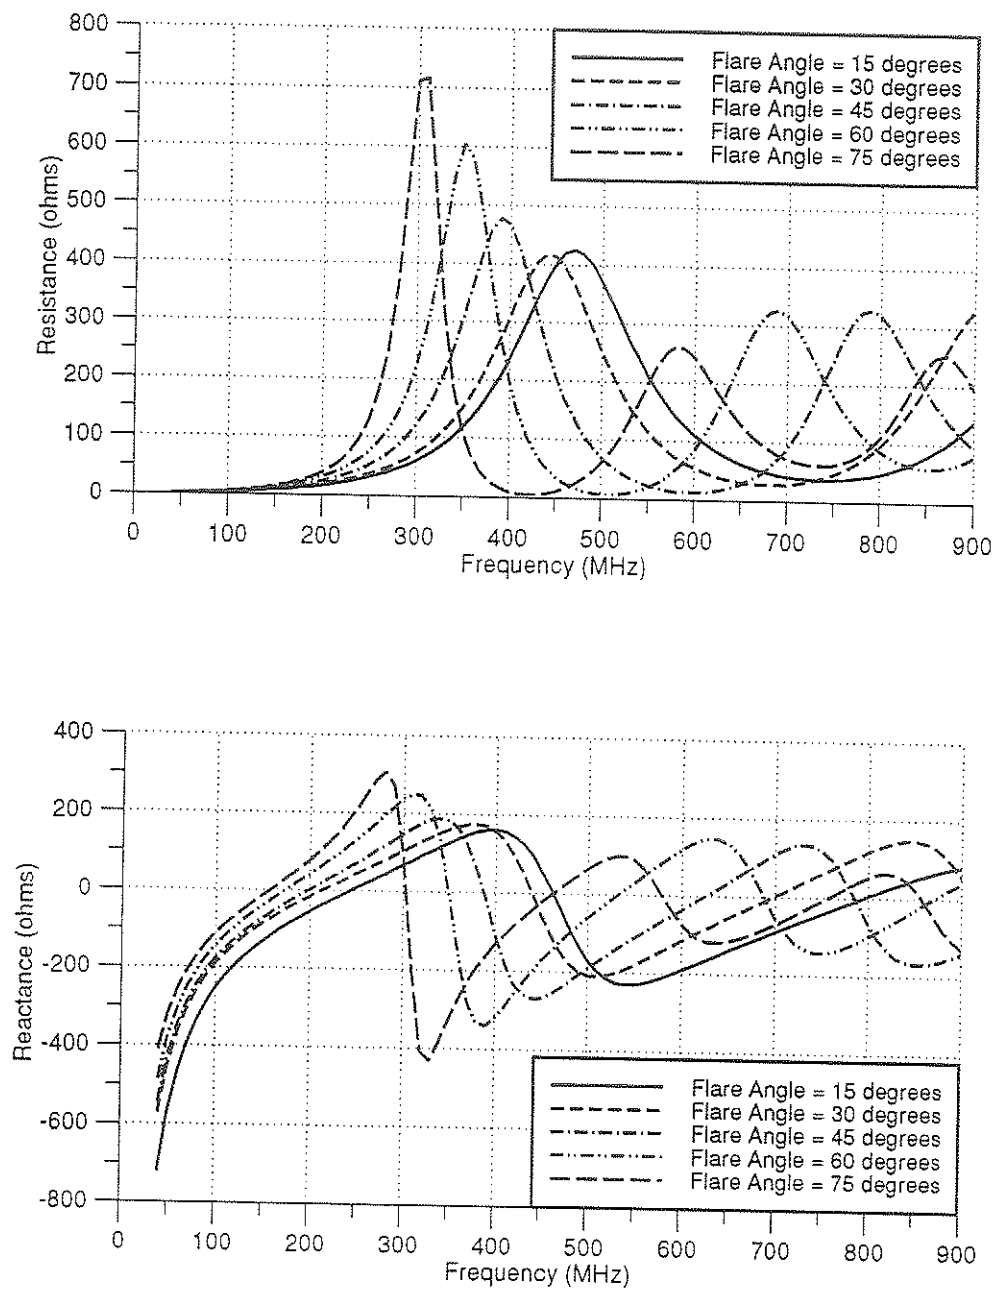 800
700
600
500
400
300
200
100
0
Resistance (ohms)
Flare Angle = 15 degrees
Flare Angle = 30 degrees
Flare Angle = 45 degrees
Flare Angle = 60 degrees
Flare Angle = 75 degrees
0 100 200 300 400 500 600 700 800 900
Frequency (MHz)
400
200
0
-200
-400
-600
-800
Reactance (ohms)
Flare Angle = 15 degrees
Flare Angle = 30 degrees
Flare Angle = 45 degrees
Flare Angle = 60 degrees
Flare Angle = 75 degrees
0 100 200 300 400 500 600 700 800 900
Frequency (MHz)